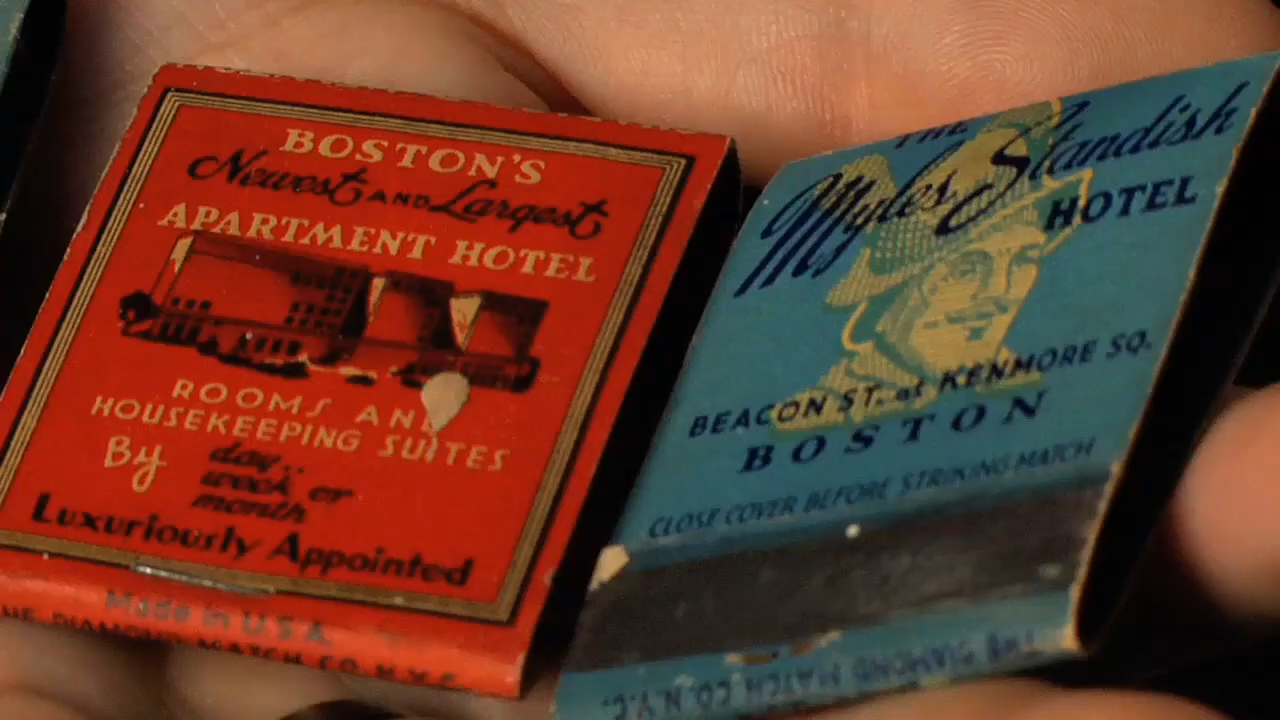 BOSTON'S
Newest AND Largest
APARTMENT HOTEL
ROOMS AND
HOUSEKEEPING SUITES
By day..
week or
month
Luxuriously Appointed
Made in U.S.A.
THE DIAMOND MATCH CO. N.Y.C.
THE
Myles Standish
HOTEL
BEACON ST. at KENMORE SQ.
BOSTON
CLOSE COVER BEFORE STRIKING MATCH
THE DIAMOND MATCH CO. N.Y.C.